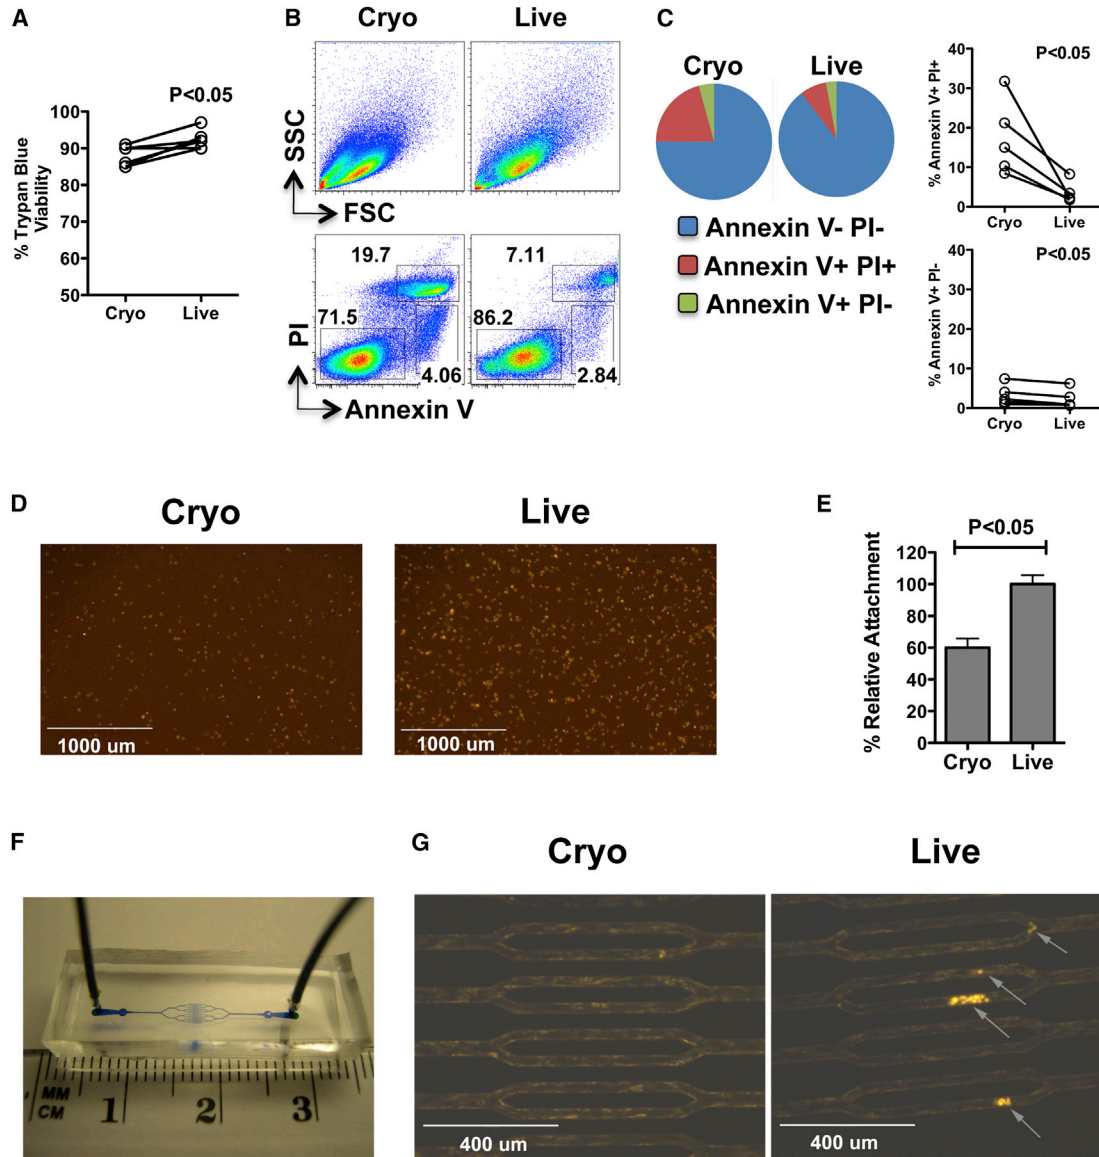 A
P<0.05
% Trypan Blue
Viability
100
90
80
70
60
50
Cryo
Live
B
Cryo
Live
SSC
FSC
19.7
7.11
71.5
86.2
4.06
2.84
PI
Annexin V
C
Cryo
Live
Annexin V- PI-
Annexin V+ PI+
Annexin V+ PI-
% Annexin V+ PI+
40
30
20
10
0
P<0.05
Cryo
Live
% Annexin V+ PI-
40
30
20
10
0
P<0.05
Cryo
Live
D
Cryo
Live
1000 um
1000 um
E
P<0.05
% Relative Attachment
120
100
80
60
40
20
0
Cryo
Live
F
MM
CM
1
2
3
G
Cryo
Live
400 um
400 um